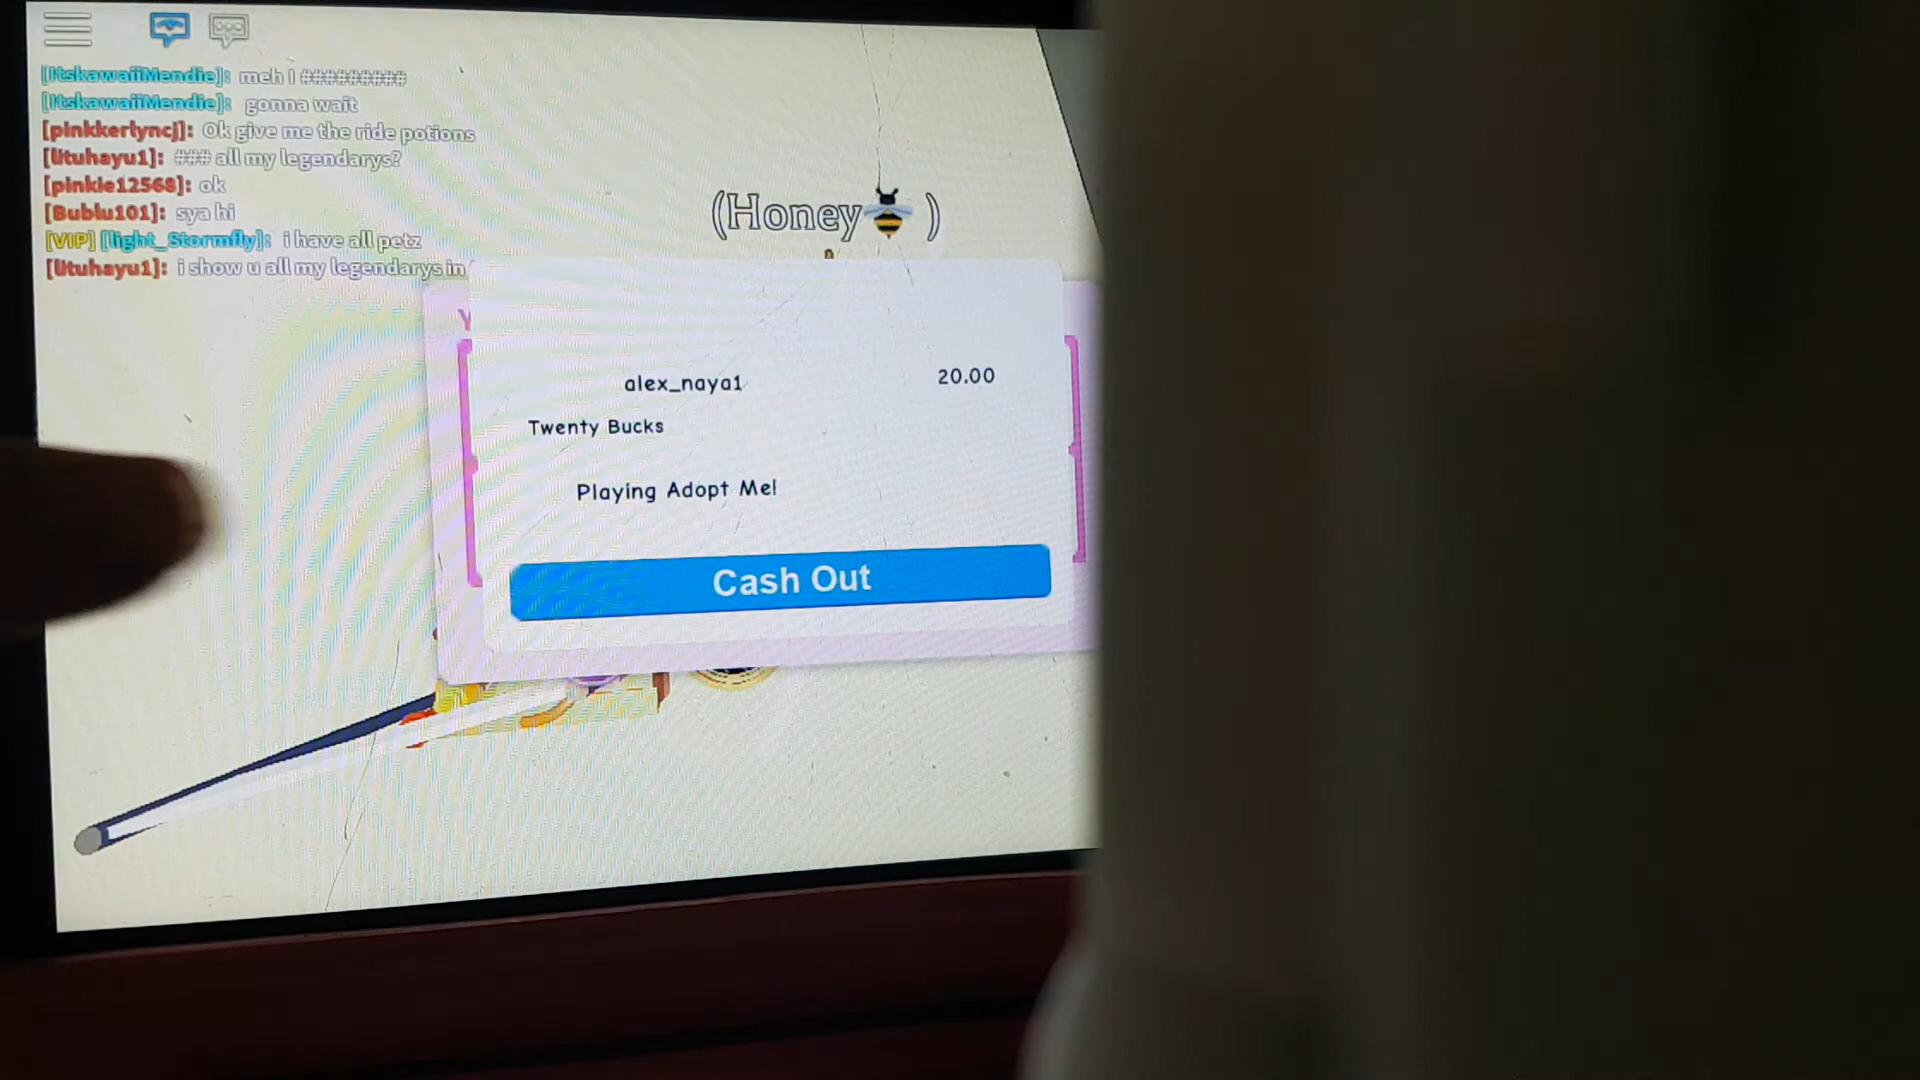 [ItskawaiiMendie]: meh I #########
[ItskawaiiMendie]: gonna wait
[pinkkerlyncj]: Ok give me the ride potions
[lituhayu1]: ### all my legendarys?
[pinkie12568]: ok
[Bublu101]: sya hi
[VIP] [light_Stormfly]: i have all petz
[lituhayu1]: i show u all my legendarys in
(Honey🐝 )
Y
alex_naya1 20.00
Twenty Bucks
Playing Adopt Me!
Cash Out